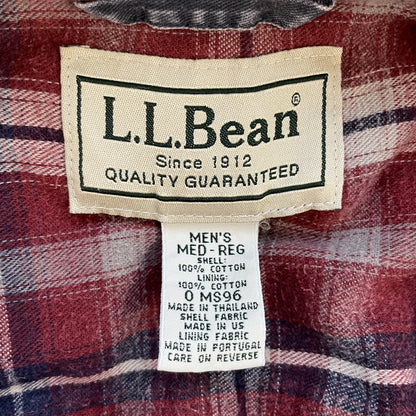 L.L.Bean®
Since 1912
QUALITY GUARANTEED
MEN'S
MED-REG
SHELL:
100% COTTON
LINING:
100% COTTON
0 MS96
MADE IN THAILAND
SHELL FABRIC
MADE IN US
LINING FABRIC
MADE IN PORTUGAL
CARE ON REVERSE